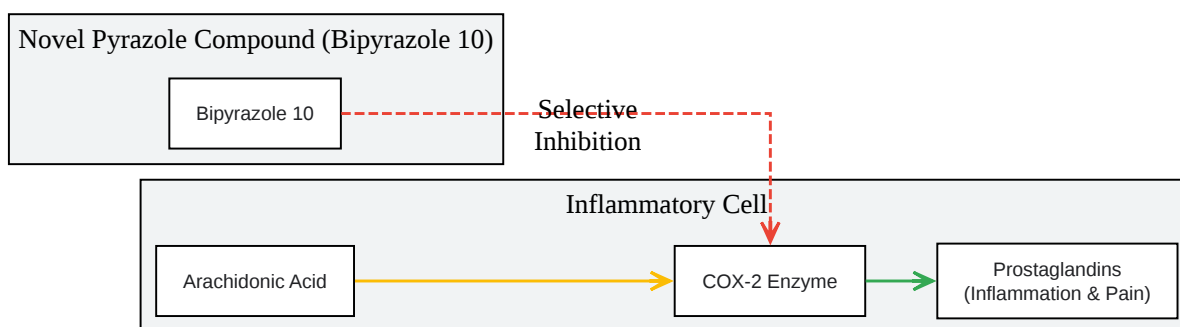 Novel Pyrazole Compound (Bipyrazole 10)
Bipyrazole 10
Selective
Inhibition
Inflammatory Cell
Arachidonic Acid
COX-2 Enzyme
Prostaglandins
(Inflammation & Pain)